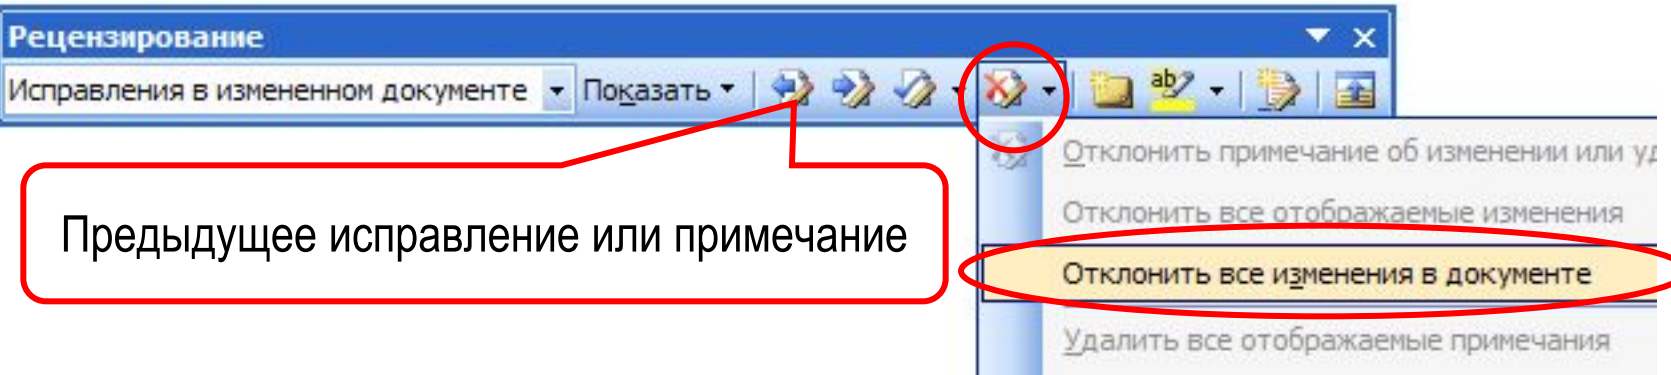 Рецензирование
Исправления в измененном документе Показать
ab
Отклонить примечание об изменении или
Отклонить все отображаемые изменения
Предыдущее исправление или примечание
Отклонить все изменения в документе
Удалить все отображаемые примечания